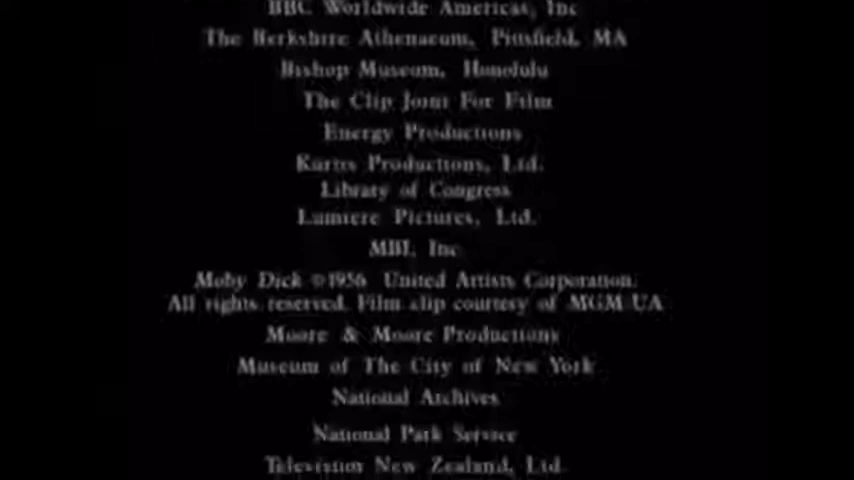 BBC Worldwide Americas, Inc
The Berkshire Athenaeum, Pittsfield, MA
Bishop Museum, Honolulu
The Clip Joint For Film
Energy Productions
Kurtis Productions, Ltd.
Library of Congress
Lumiere Pictures, Ltd.
MBI, Inc
Moby Dick ©1956 United Artists Corporation.
All rights reserved. Film clip courtesy of MGM UA
Moore & Moore Productions
Museum of The City of New York
National Archives
National Park Service
Television New Zealand, Ltd.